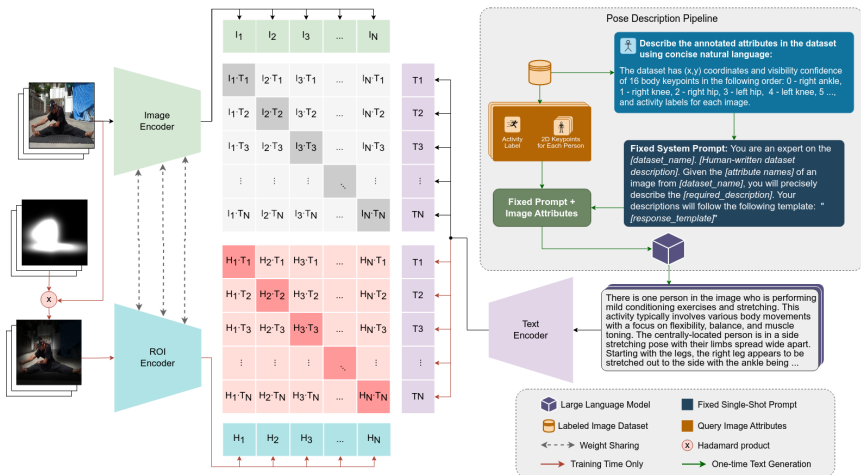 Pose Description Pipeline
Describe the annotated attributes in the dataset
using concise natural language:
The dataset has (x,y) coordinates and visibility confidence
of 16 body keypoints in the following order: 0 - right ankle,
1 - right knee, 2 - right hip, 3 - left hip, 4 - left knee, 5 ...,
and activity labels for each image.
Activity
Label
2D Keypoints
for Each Person
Fixed System Prompt: You are an expert on the
[dataset_name]. [Human-written dataset
description]. Given the [attribute names] of an
image from [dataset_name], you will precisely
describe the [required_description]. Your
descriptions will follow the following template: "
[response_template]"
Fixed Prompt +
Image Attributes
There is one person in the image who is performing
mild conditioning exercises and stretching. This
activity typically involves various body movements
with a focus on flexibility, balance, and muscle
toning. The centrally-located person is in a side
stretching pose with their limbs spread wide apart.
Starting with the legs, the right leg appears to be
stretched out to the side with the ankle being ...
Text
Encoder
Image
Encoder
ROI
Encoder
x
I1 I2 I3 ... IN
I1·T1 I2·T1 I3·T1 ... IN·T1 T1
I1·T2 I2·T2 I3·T2 ... IN·T2 T2
I1·T3 I2·T3 I3·T3 ... IN·T3 T3
⋮ ⋮ ⋮ ⋱ ⋮ ⋮
I1·TN I2·TN I3·TN ... IN·TN TN
H1·T1 H2·T1 H3·T1 ... HN·T1 T1
H1·T2 H2·T2 H3·T2 ... HN·T2 T2
H1·T3 H2·T3 H3·T3 ... HN·T3 T3
⋮ ⋮ ⋮ ⋱ ⋮ ⋮
H1·TN H2·TN H3·TN ... HN·TN TN
H1 H2 H3 ... HN
Large Language Model
Fixed Single-Shot Prompt
Labeled Image Dataset
Query Image Attributes
Weight Sharing
x Hadamard product
Training Time Only
One-time Text Generation